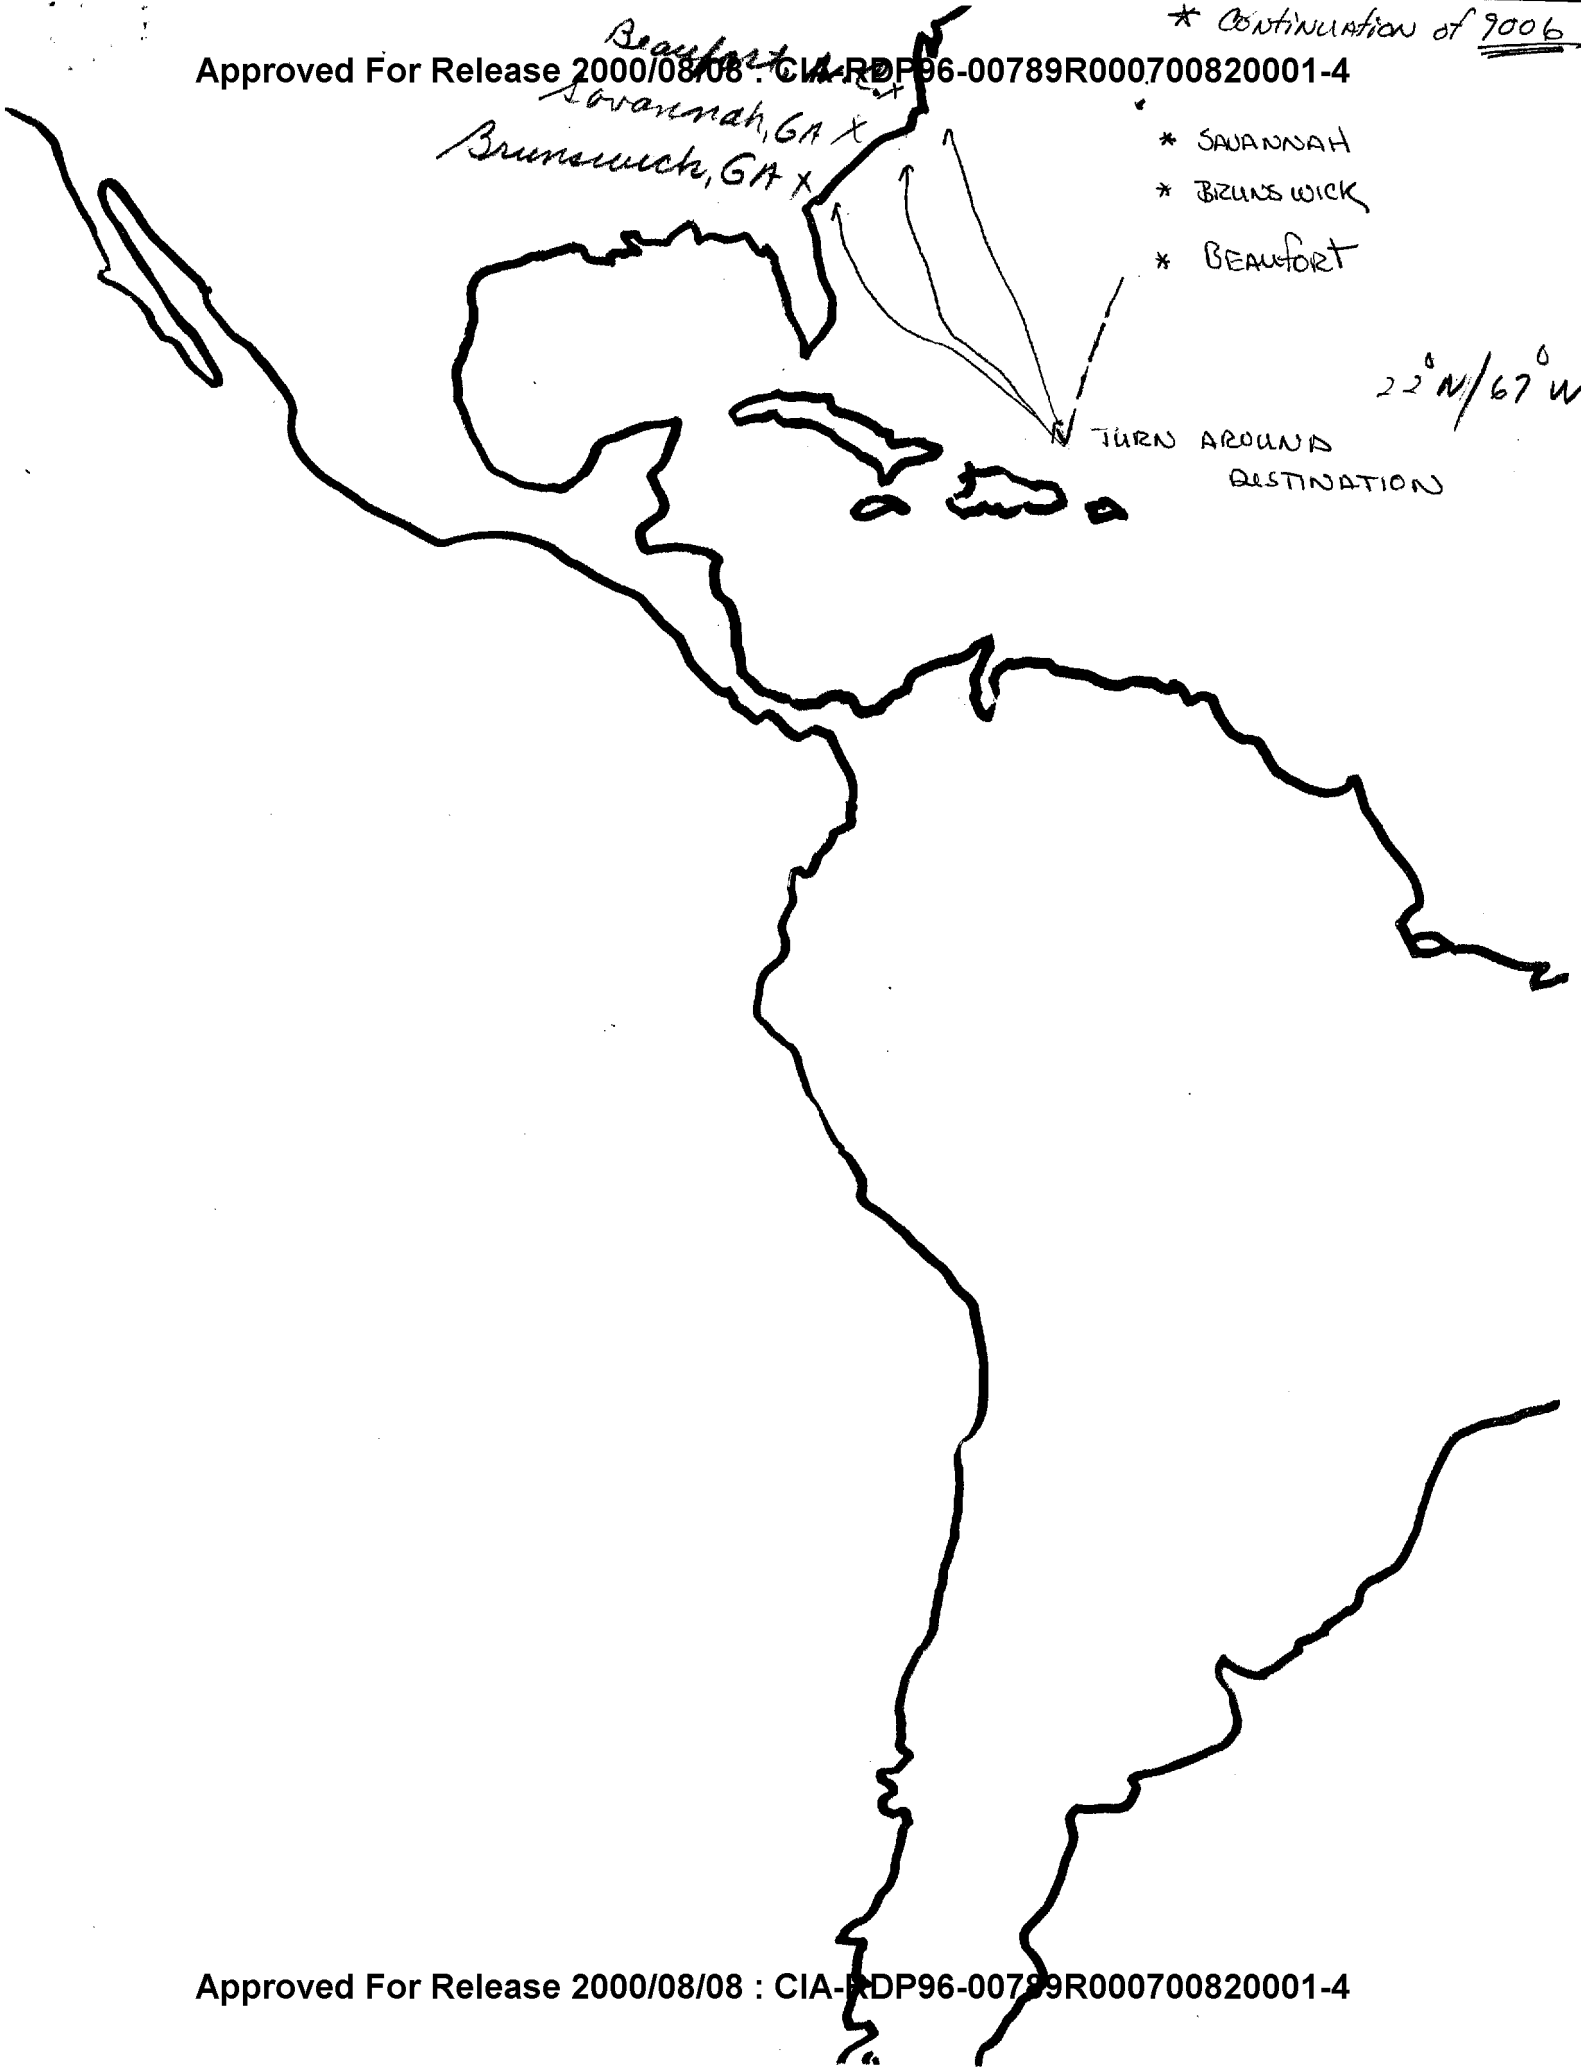 * CONTINUATION of 9006
Beaufort,
Approved For Release 2000/08/08 : CIA-RDP96-00789R000700820001-4
Savannah, GA X
Brunswick, GA X
* SAVANNAH
* BRUNSWICK
* BEAUFORT
22° N/67° W
TURN AROUND
DESTINATION
Approved For Release 2000/08/08 : CIA-RDP96-00789R000700820001-4